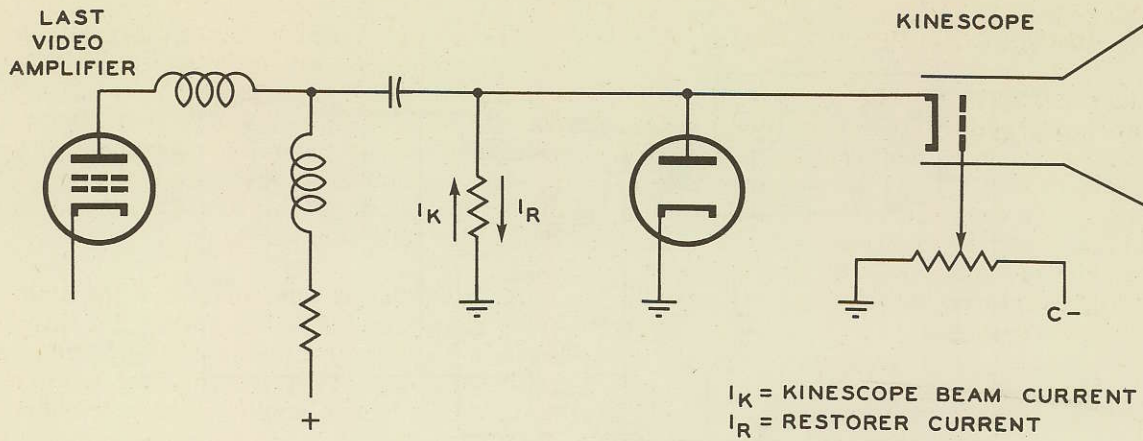 LAST
VIDEO
AMPLIFIER
KINESCOPE
IK
IR
C-
+
IK = KINESCOPE BEAM CURRENT
IR = RESTORER CURRENT